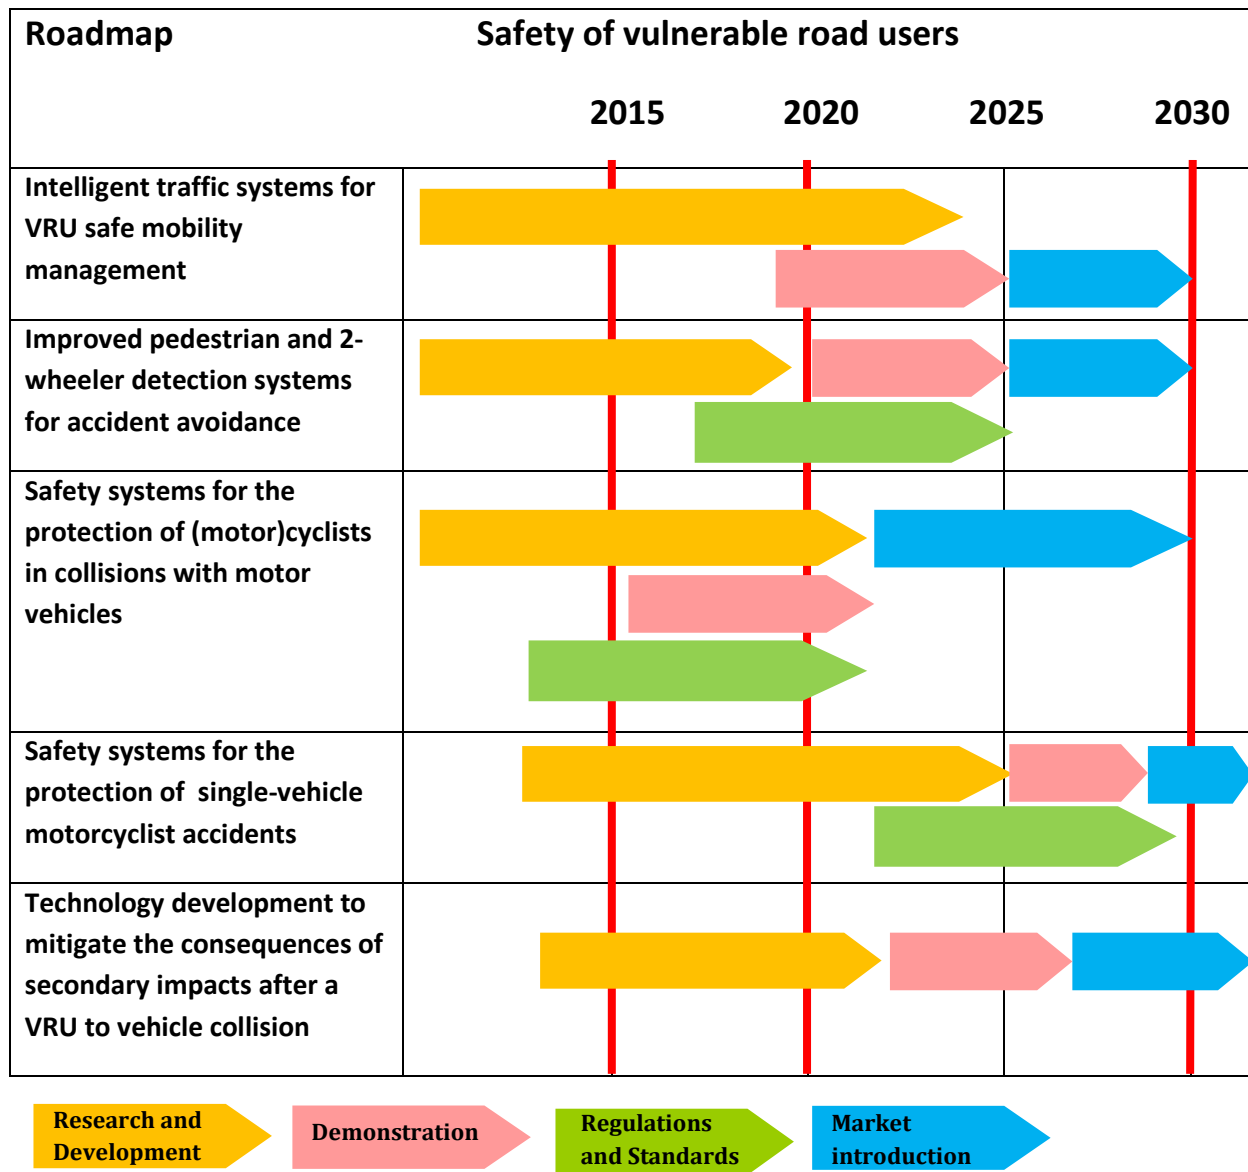 Roadmap
Safety of vulnerable road users
2015 2020 2025 2030
Intelligent traffic systems for
VRU safe mobility
management
Improved pedestrian and 2-
wheeler detection systems
for accident avoidance
Safety systems for the
protection of (motor)cyclists
in collisions with motor
vehicles
Safety systems for the
protection of  single-vehicle
motorcyclist accidents
Technology development to
mitigate the consequences of
secondary impacts after a
VRU to vehicle collision
Research and
Development
Demonstration
Regulations
and Standards
Market
introduction